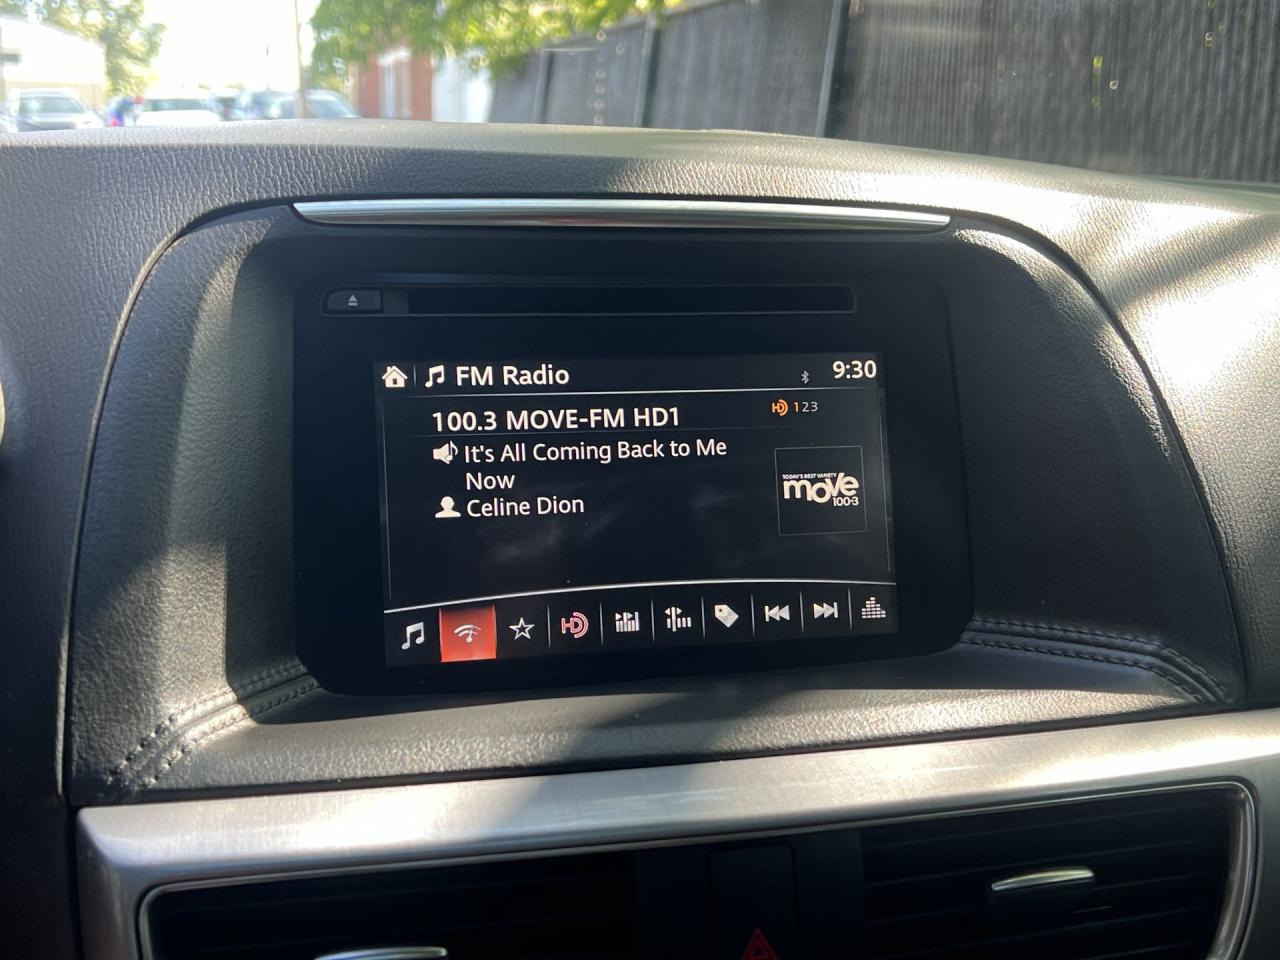 FM Radio
9:30
100.3 MOVE-FM HD1
HD 123
It's All Coming Back to Me
Now
Celine Dion
TODAY'S BEST VARIETY
move
100.3
HD